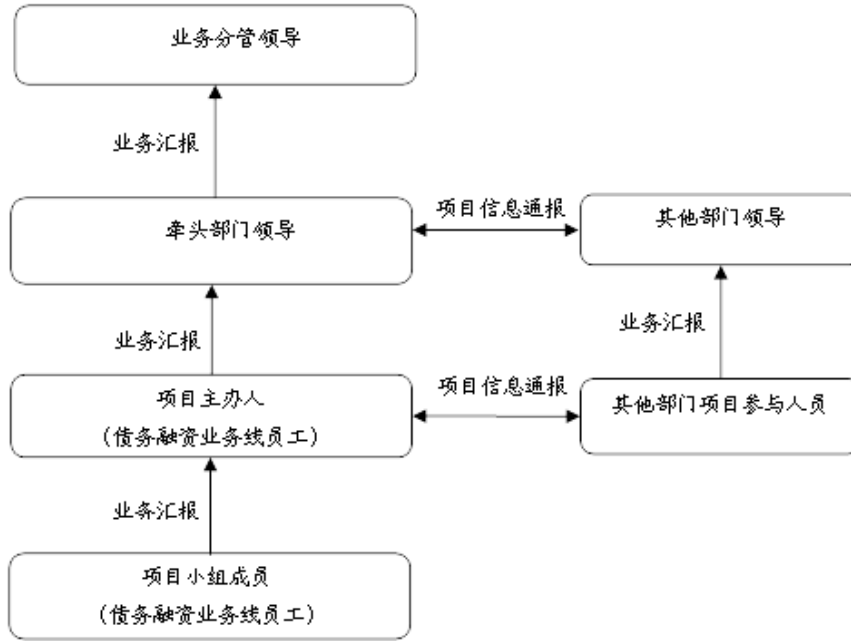 业务分管领导
业务汇报
牵头部门领导
项目信息通报
其他部门领导
业务汇报
业务汇报
项目主办人
（债务融资业务线员工）
项目信息通报
其他部门项目参与人员
业务汇报
项目小组成员
（债务融资业务线员工）